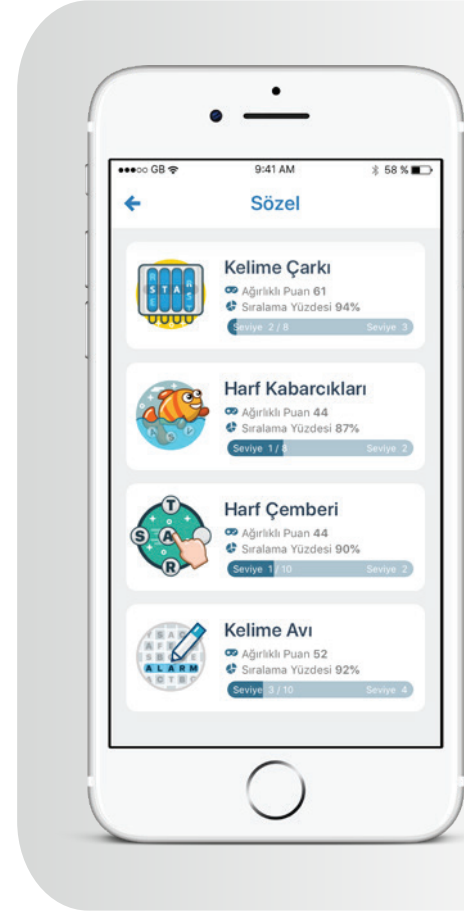 GB 9:41 AM 58 %
Sözel
Kelime Çarkı
Ağırlıklı Puan 61
Sıralama Yüzdesi 94%
Seviye 2 / 8 Seviye 3
STAR
Harf Kabarcıkları
Ağırlıklı Puan 44
Sıralama Yüzdesi 87%
Seviye 1 / 8 Seviye 2
Harf Çemberi
Ağırlıklı Puan 44
Sıralama Yüzdesi 90%
Seviye 1 / 10 Seviye 2
T
S A
R
Kelime Avı
Ağırlıklı Puan 52
Sıralama Yüzdesi 92%
Seviye 3 / 10 Seviye 4
ALARM